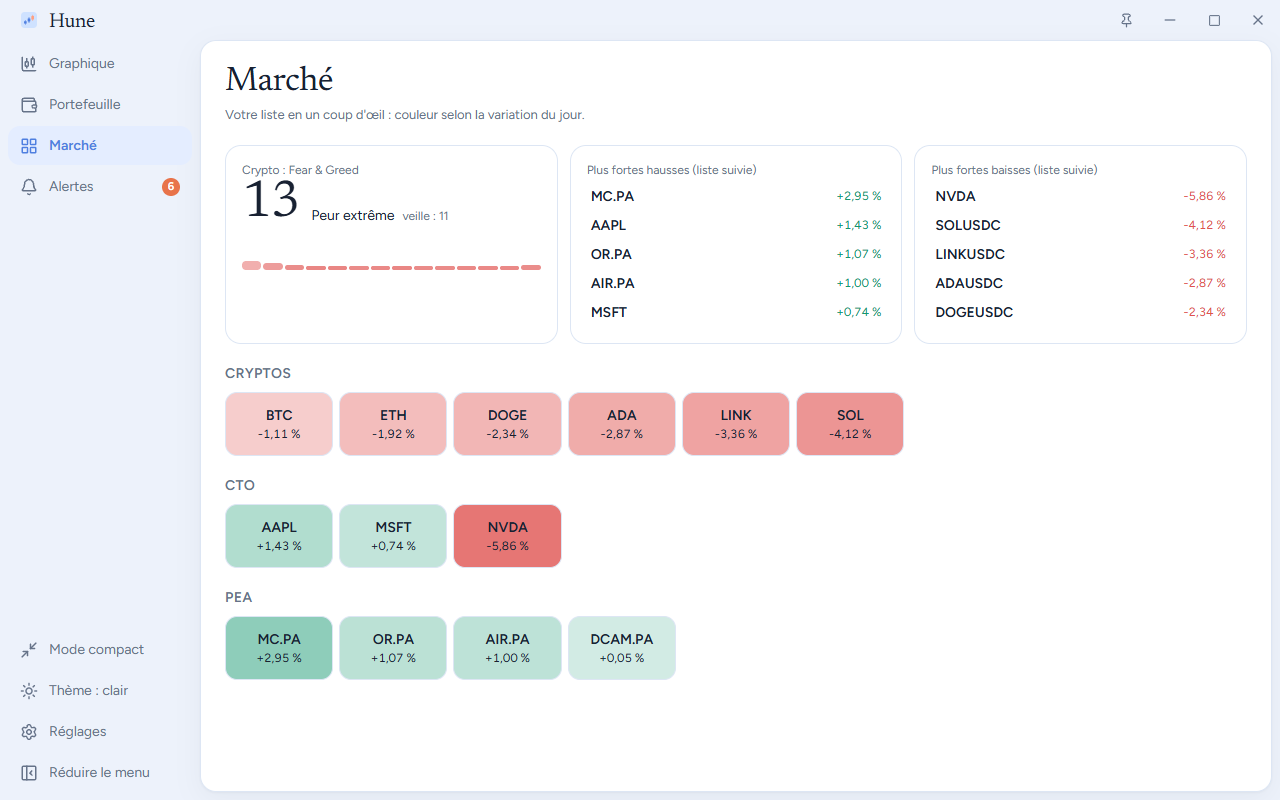 Hune
Graphique
Portefeuille
Marché
Alertes
6
Mode compact
Thème : clair
Réglages
Réduire le menu
Marché
Votre liste en un coup d'œil : couleur selon la variation du jour.
Crypto : Fear & Greed
13 Peur extrême veille : 11
Plus fortes hausses (liste suivie)
MC.PA +2,95 %
AAPL +1,43 %
OR.PA +1,07 %
AIR.PA +1,00 %
MSFT +0,74 %
Plus fortes baisses (liste suivie)
NVDA -5,86 %
SOLUSDC -4,12 %
LINKUSDC -3,36 %
ADAUSDC -2,87 %
DOGEUSDC -2,34 %
CRYPTOS
BTC
-1,11 %
ETH
-1,92 %
DOGE
-2,34 %
ADA
-2,87 %
LINK
-3,36 %
SOL
-4,12 %
CTO
AAPL
+1,43 %
MSFT
+0,74 %
NVDA
-5,86 %
PEA
MC.PA
+2,95 %
OR.PA
+1,07 %
AIR.PA
+1,00 %
DCAM.PA
+0,05 %